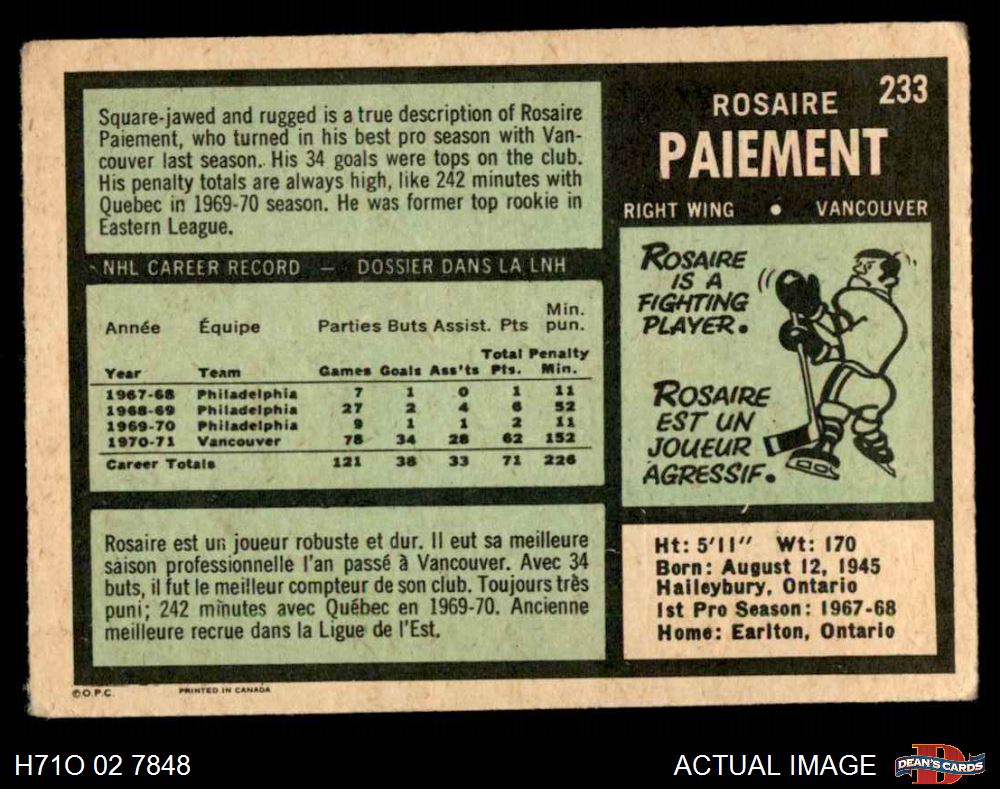 Square-jawed and rugged is a true description of Rosaire
Paiement, who turned in his best pro season with Van-
couver last season. His 34 goals were tops on the club.
His penalty totals are always high, like 242 minutes with
Quebec in 1969-70 season. He was former top rookie in
Eastern League.
233
ROSAIRE
PAIEMENT
RIGHT WING • VANCOUVER
NHL CAREER RECORD — DOSSIER DANS LA LNH
Année Équipe Parties Buts Assist. Pts Min. pun.
Year Team Games Goals Ass'ts Total Pts. Penalty Min.
1967-68 Philadelphia 7 1 0 1 11
1968-69 Philadelphia 27 2 4 6 52
1969-70 Philadelphia 9 1 1 2 11
1970-71 Vancouver 78 34 28 62 152
Career Totals 121 38 33 71 226
ROSAIRE
IS A
FIGHTING
PLAYER.
ROSAIRE
EST UN
JOUEUR
AGRESSIF.
Rosaire est un joueur robuste et dur. Il eut sa meilleure
saison professionnelle l'an passé à Vancouver. Avec 34
buts, il fut le meilleur compteur de son club. Toujours très
puni; 242 minutes avec Québec en 1969-70. Ancienne
meilleure recrue dans la Ligue de l'Est.
Ht: 5'11" Wt: 170
Born: August 12, 1945
Haileybury, Ontario
1st Pro Season: 1967-68
Home: Earlton, Ontario
©O.P.C. PRINTED IN CANADA
H71O 02 7848
ACTUAL IMAGE
DEAN'S CARDS